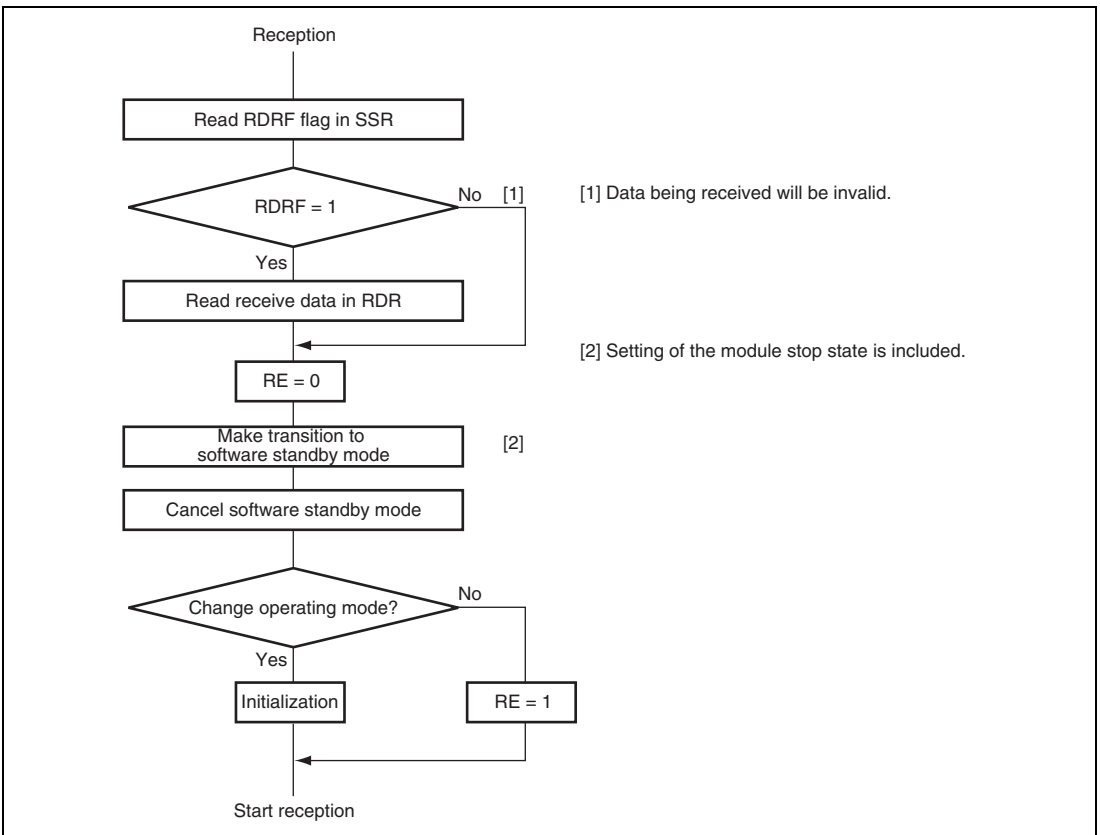 Reception
Read RDRF flag in SSR
RDRF = 1
No [1]
[1] Data being received will be invalid.
Yes
Read receive data in RDR
[2] Setting of the module stop state is included.
RE = 0
Make transition to
software standby mode
[2]
Cancel software standby mode
Change operating mode?
No
Yes
Initialization
RE = 1
Start reception